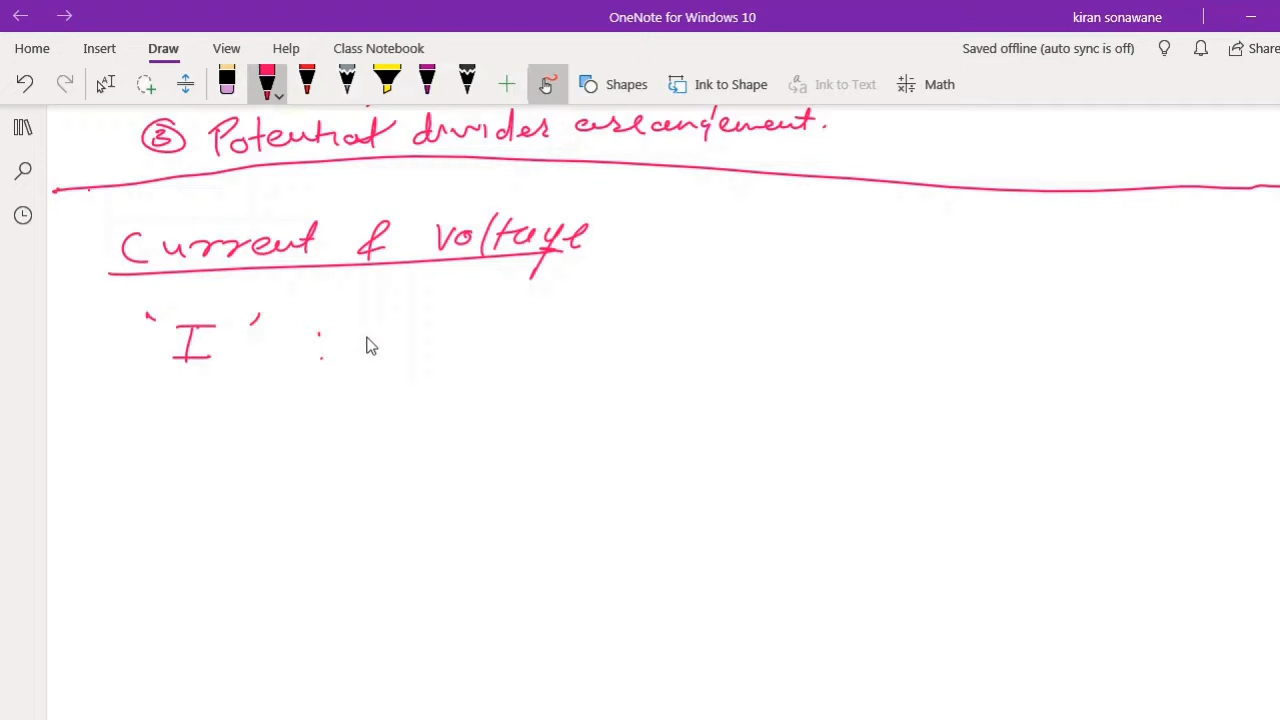 OneNote for Windows 10
kiran sonawane
Home Insert Draw View Help Class Notebook
Saved offline (auto sync is off)
Share
Shapes
Ink to Shape
Ink to Text
Math
③ Potential divider arrangement.
Current & Voltage
'I' :